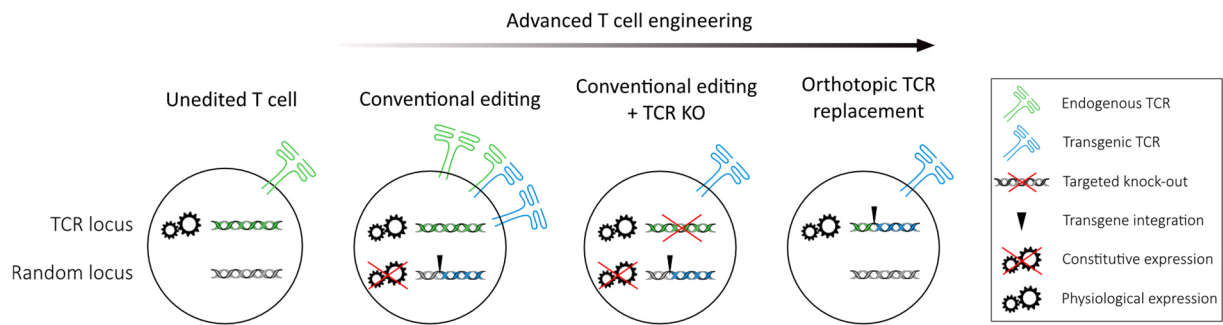 Advanced T cell engineering
Unedited T cell
Conventional editing
Conventional editing
+ TCR KO
Orthotopic TCR
replacement
TCR locus
Random locus
Endogenous TCR
Transgenic TCR
Targeted knock-out
Transgene integration
Constitutive expression
Physiological expression